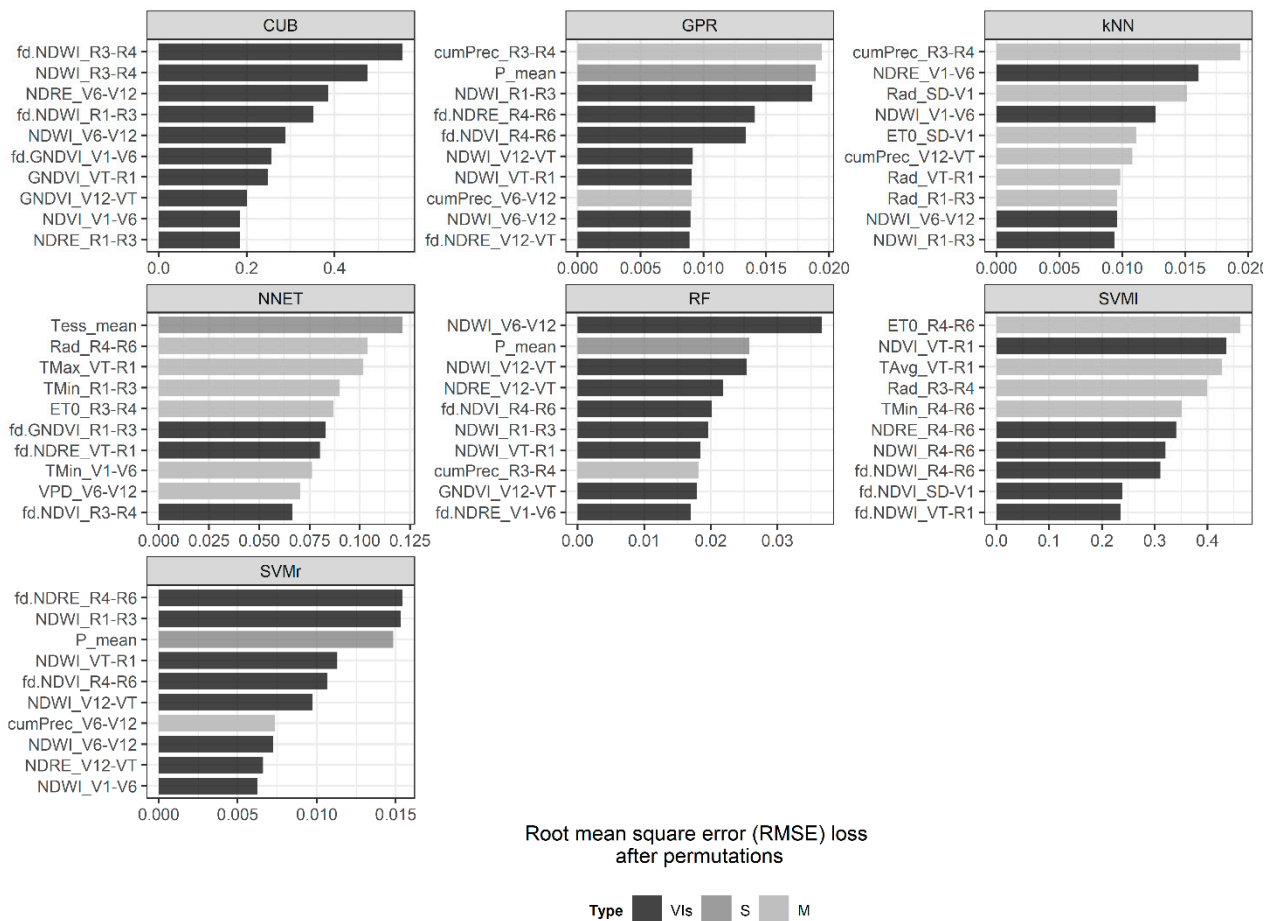 CUB
fd.NDWI_R3-R4
NDWI_R3-R4
NDRE_V6-V12
fd.NDWI_R1-R3
NDWI_V6-V12
fd.GNDVI_V1-V6
GNDVI_VT-R1
GNDVI_V12-VT
NDVI_V1-V6
NDRE_R1-R3
0.0 0.2 0.4
GPR
cumPrec_R3-R4
P_mean
NDWI_R1-R3
fd.NDRE_R4-R6
fd.NDVI_R4-R6
NDWI_V12-VT
NDWI_VT-R1
cumPrec_V6-V12
NDWI_V6-V12
fd.NDRE_V12-VT
0.000 0.005 0.010 0.015 0.020
kNN
cumPrec_R3-R4
NDRE_V1-V6
Rad_SD-V1
NDWI_V1-V6
ET0_SD-V1
cumPrec_V12-VT
Rad_VT-R1
Rad_R1-R3
NDWI_V6-V12
NDWI_R1-R3
0.000 0.005 0.010 0.015 0.020
NNET
Tess_mean
Rad_R4-R6
TMax_VT-R1
TMin_R1-R3
ET0_R3-R4
fd.GNDVI_R1-R3
fd.NDRE_VT-R1
TMin_V1-V6
VPD_V6-V12
fd.NDVI_R3-R4
0.000 0.025 0.050 0.075 0.100 0.125
RF
NDWI_V6-V12
P_mean
NDWI_V12-VT
NDRE_V12-VT
fd.NDVI_R4-R6
NDWI_R1-R3
NDWI_VT-R1
cumPrec_R3-R4
GNDVI_V12-VT
fd.NDRE_V1-V6
0.00 0.01 0.02 0.03
SVMl
ET0_R4-R6
NDVI_VT-R1
TAvg_VT-R1
Rad_R3-R4
TMin_R4-R6
NDRE_R4-R6
NDWI_R4-R6
fd.NDWI_R4-R6
fd.NDVI_SD-V1
fd.NDWI_VT-R1
0.0 0.1 0.2 0.3 0.4
SVMr
fd.NDRE_R4-R6
NDWI_R1-R3
P_mean
NDWI_VT-R1
fd.NDVI_R4-R6
NDWI_V12-VT
cumPrec_V6-V12
NDWI_V6-V12
NDRE_V12-VT
NDWI_V1-V6
0.000 0.005 0.010 0.015
Root mean square error (RMSE) loss
after permutations
Type VIs S M